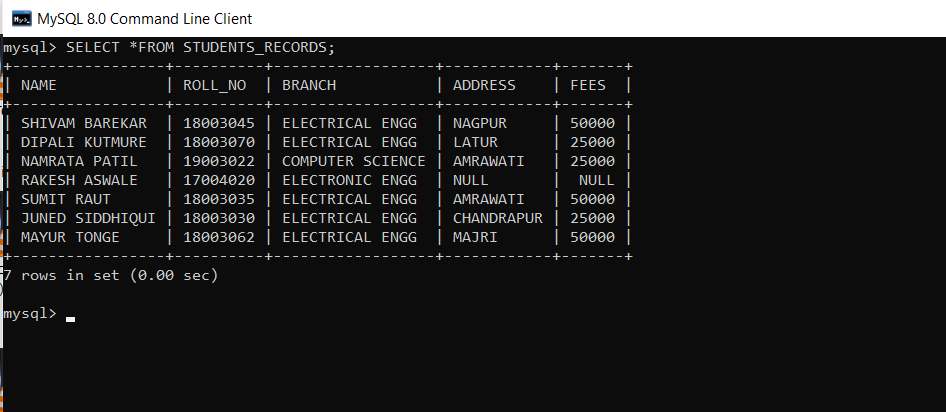 MySQL 8.0 Command Line Client
mysql> SELECT *FROM STUDENTS_RECORDS;
+-----------------+----------+------------------+------------+-------+
| NAME            | ROLL_NO  | BRANCH           | ADDRESS    | FEES  |
+-----------------+----------+------------------+------------+-------+
| SHIVAM BAREKAR  | 18003045 | ELECTRICAL ENGG  | NAGPUR     | 50000 |
| DIPALI KUTMURE  | 18003070 | ELECTRICAL ENGG  | LATUR      | 25000 |
| NAMRATA PATIL   | 19003022 | COMPUTER SCIENCE | AMRAWATI   | 25000 |
| RAKESH ASWALE   | 17004020 | ELECTRONIC ENGG  | NULL       |  NULL |
| SUMIT RAUT      | 18003035 | ELECTRICAL ENGG  | AMRAWATI   | 50000 |
| JUNED SIDDHIQUI | 18003030 | ELECTRICAL ENGG  | CHANDRAPUR | 25000 |
| MAYUR TONGE     | 18003062 | ELECTRICAL ENGG  | MAJRI      | 50000 |
+-----------------+----------+------------------+------------+-------+
7 rows in set (0.00 sec)
mysql>